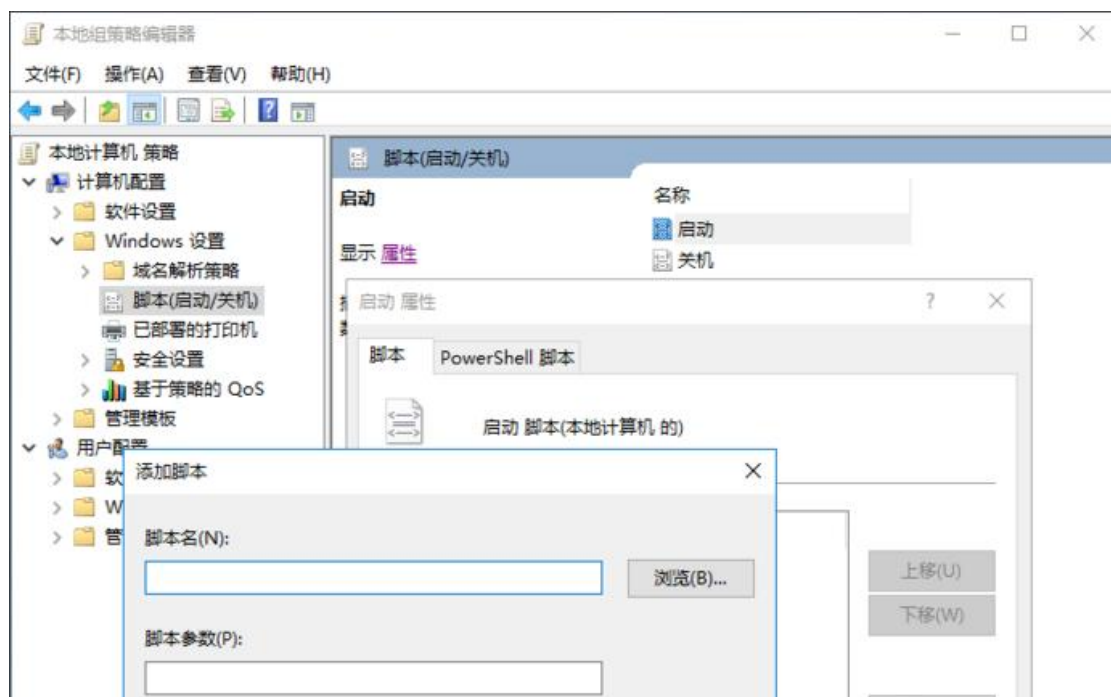 本地组策略编辑器
文件(F) 操作(A) 查看(V) 帮助(H)
本地计算机 策略
计算机配置
软件设置
Windows 设置
域名解析策略
脚本(启动/关机)
已部署的打印机
安全设置
基于策略的 QoS
管理模板
用户配置
软
W
管
脚本(启动/关机)
启动
显示 属性
名称
启动
关机
启动 属性
脚本
PowerShell 脚本
启动 脚本(本地计算机 的)
上移(U)
下移(W)
添加脚本
脚本名(N):
浏览(B)...
脚本参数(P):